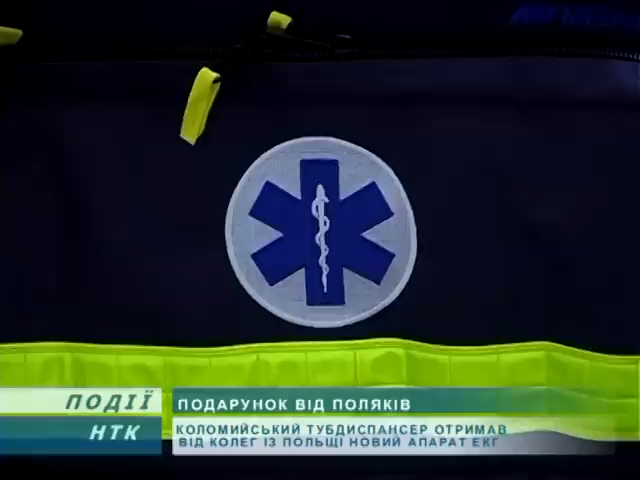 ПОДІЇ
НТК
ПОДАРУНОК ВІД ПОЛЯКІВ
КОЛОМИЙСЬКИЙ ТУБДИСПАНСЕР ОТРИМАВ
ВІД КОЛЕГ ІЗ ПОЛЬЩІ НОВИЙ АПАРАТ ЕКГ